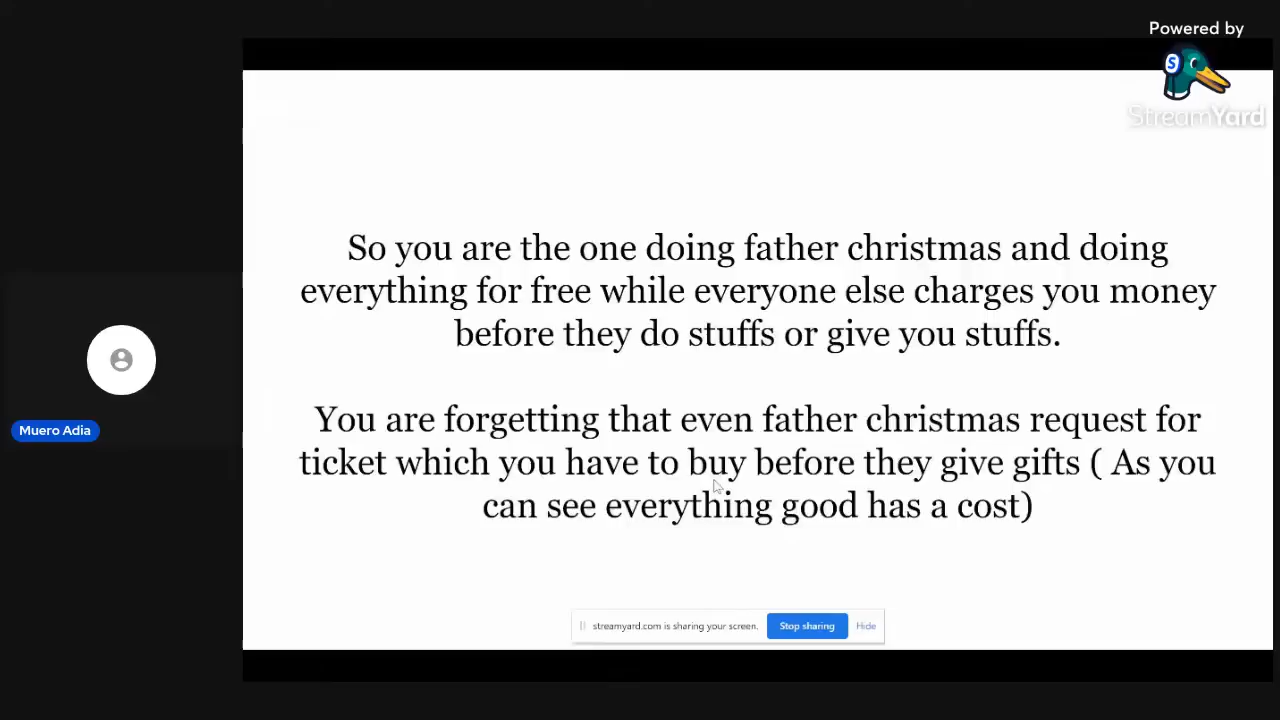 Powered by
S
StreamYard
So you are the one doing father christmas and doing
everything for free while everyone else charges you money
before they do stuffs or give you stuffs.
You are forgetting that even father christmas request for
ticket which you have to buy before they give gifts ( As you
can see everything good has a cost)
Muero Adia
streamyard.com is sharing your screen.
Stop sharing
Hide